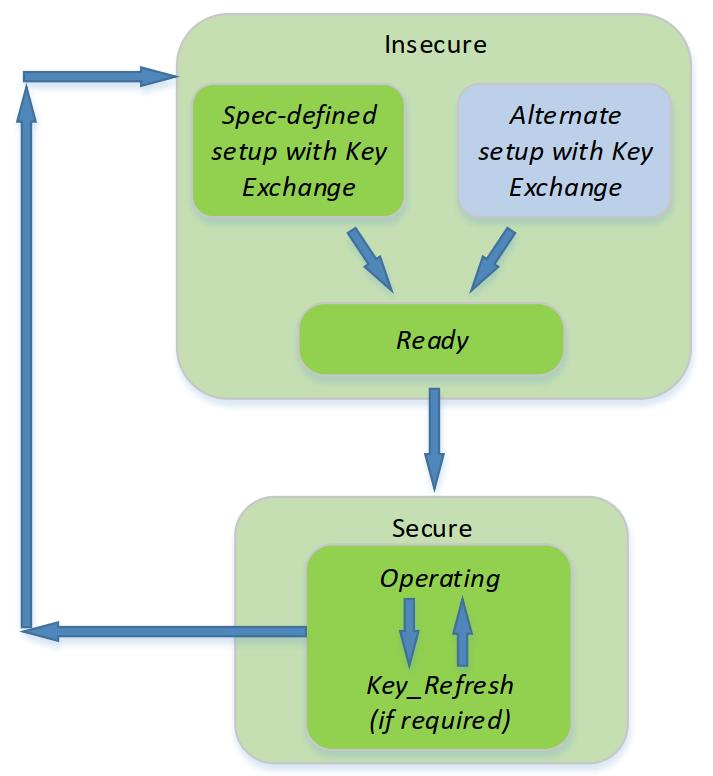 Insecure
Spec-defined
setup with Key
Exchange
Alternate
setup with Key
Exchange
Ready
Secure
Operating
Key_Refresh
(if required)